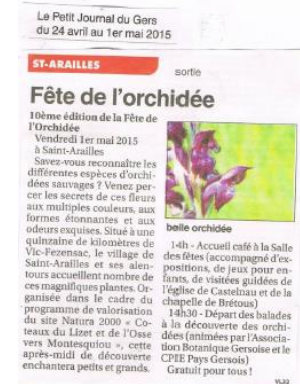 Le Petit Journal du Gers
du 24 avril au 1er mai 2015
ST-ARAILLES
sortie
Fête de l'orchidée
10ème édition de la Fête de
l'Orchidée
Vendredi 1er mai 2015
à Saint-Arailles
Savez-vous reconnaître les
différentes espèces d'orchi-
dées sauvages ? Venez per-
cer les secrets de ces fleurs
aux multiples couleurs, aux
formes étonnantes et aux
odeurs exquises. Situé à une
quinzaine de kilomètres de
Vic-Fezensac, le village de
Saint-Arailles et ses alen-
tours accueillent nombre de
ces magnifiques plantes. Or-
ganisée dans le cadre du
programme de valorisation
du site Natura 2000 « Co-
teaux du Lizet et de l'Osse
vers Montesquiou », cette
après-midi de découverte
enchantera petits et grands.
belle orchidée
14h - Accueil café à la Salle
des fêtes (accompagné d'ex-
positions, de jeux pour en-
fants, de visites guidées de
l'église de Castelnau et de la
chapelle de Brétous)
14h30 - Départ des balades
à la découverte des orchi-
dées (animées par l'Associa-
tion Botanique Gersoise et le
CPIE Pays Gersois)
Gratuit pour tous !